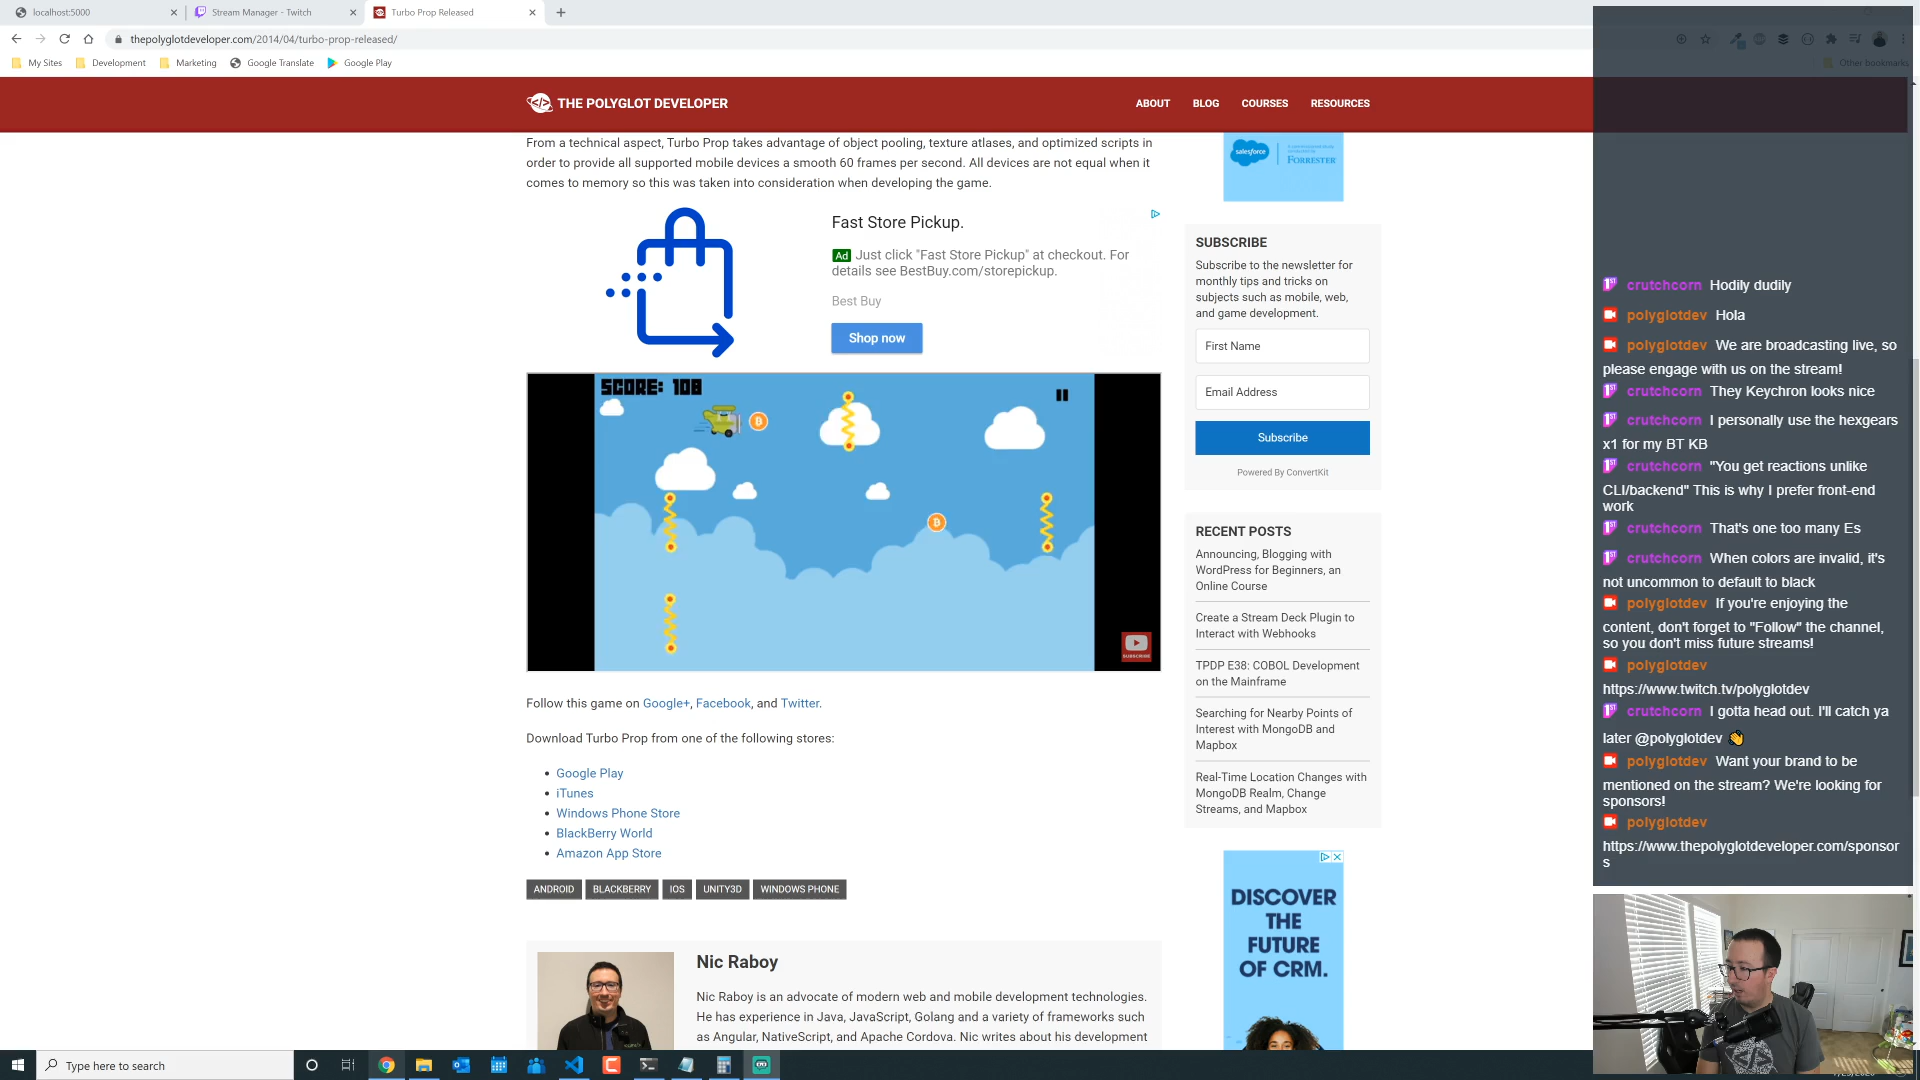 localhost:5000
Stream Manager - Twitch
Turbo Prop Released
thepolyglotdeveloper.com/2014/04/turbo-prop-released/
My Sites
Development
Marketing
Google Translate
Google Play
Other bookmarks
THE POLYGLOT DEVELOPER
ABOUT
BLOG
COURSES
RESOURCES
From a technical aspect, Turbo Prop takes advantage of object pooling, texture atlases, and optimized scripts in
order to provide all supported mobile devices a smooth 60 frames per second. All devices are not equal when it
comes to memory so this was taken into consideration when developing the game.
Fast Store Pickup.
Ad Just click "Fast Store Pickup" at checkout. For
details see BestBuy.com/storepickup.
Best Buy
Shop now
SCORE: 108
SUBSCRIBE
Follow this game on Google+, Facebook, and Twitter.
Download Turbo Prop from one of the following stores:
• Google Play
• iTunes
• Windows Phone Store
• BlackBerry World
• Amazon App Store
ANDROID
BLACKBERRY
IOS
UNITY3D
WINDOWS PHONE
Nic Raboy
Nic Raboy is an advocate of modern web and mobile development technologies.
He has experience in Java, JavaScript, Golang and a variety of frameworks such
as Angular, NativeScript, and Apache Cordova. Nic writes about his development
salesforce
FORRESTER
SUBSCRIBE
Subscribe to the newsletter for
monthly tips and tricks on
subjects such as mobile, web,
and game development.
First Name
Email Address
Subscribe
Powered By ConvertKit
RECENT POSTS
Announcing, Blogging with
WordPress for Beginners, an
Online Course
Create a Stream Deck Plugin to
Interact with Webhooks
TPDP E38: COBOL Development
on the Mainframe
Searching for Nearby Points of
Interest with MongoDB and
Mapbox
Real-Time Location Changes with
MongoDB Realm, Change
Streams, and Mapbox
DISCOVER
THE
FUTURE
OF CRM.
crutchcorn Hodily dudily
polyglotdev Hola
polyglotdev We are broadcasting live, so
please engage with us on the stream!
crutchcorn They Keychron looks nice
crutchcorn I personally use the hexgears
x1 for my BT KB
crutchcorn "You get reactions unlike
CLI/backend" This is why I prefer front-end
work
crutchcorn That's one too many Es
crutchcorn When colors are invalid, it's
not uncommon to default to black
polyglotdev If you're enjoying the
content, don't forget to "Follow" the channel,
so you don't miss future streams!
polyglotdev
https://www.twitch.tv/polyglotdev
crutchcorn I gotta head out. I'll catch ya
later @polyglotdev 👋
polyglotdev Want your brand to be
mentioned on the stream? We're looking for
sponsors!
polyglotdev
https://www.thepolyglotdeveloper.com/sponsor
s
Type here to search